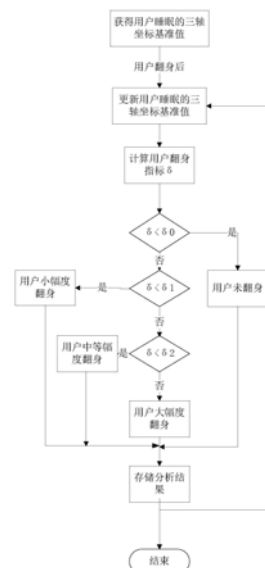 获得用户睡眠的三轴
坐标基准值
用户翻身后
更新用户睡眠的三
轴坐标基准值
计算用户翻身
指标δ
δ<δ0
是
否
用户小幅度
翻身
是
δ<δ1
用户未翻身
否
用户中等幅
度翻身
是
δ<δ2
否
用户大幅度
翻身
存储分析结
果
结束